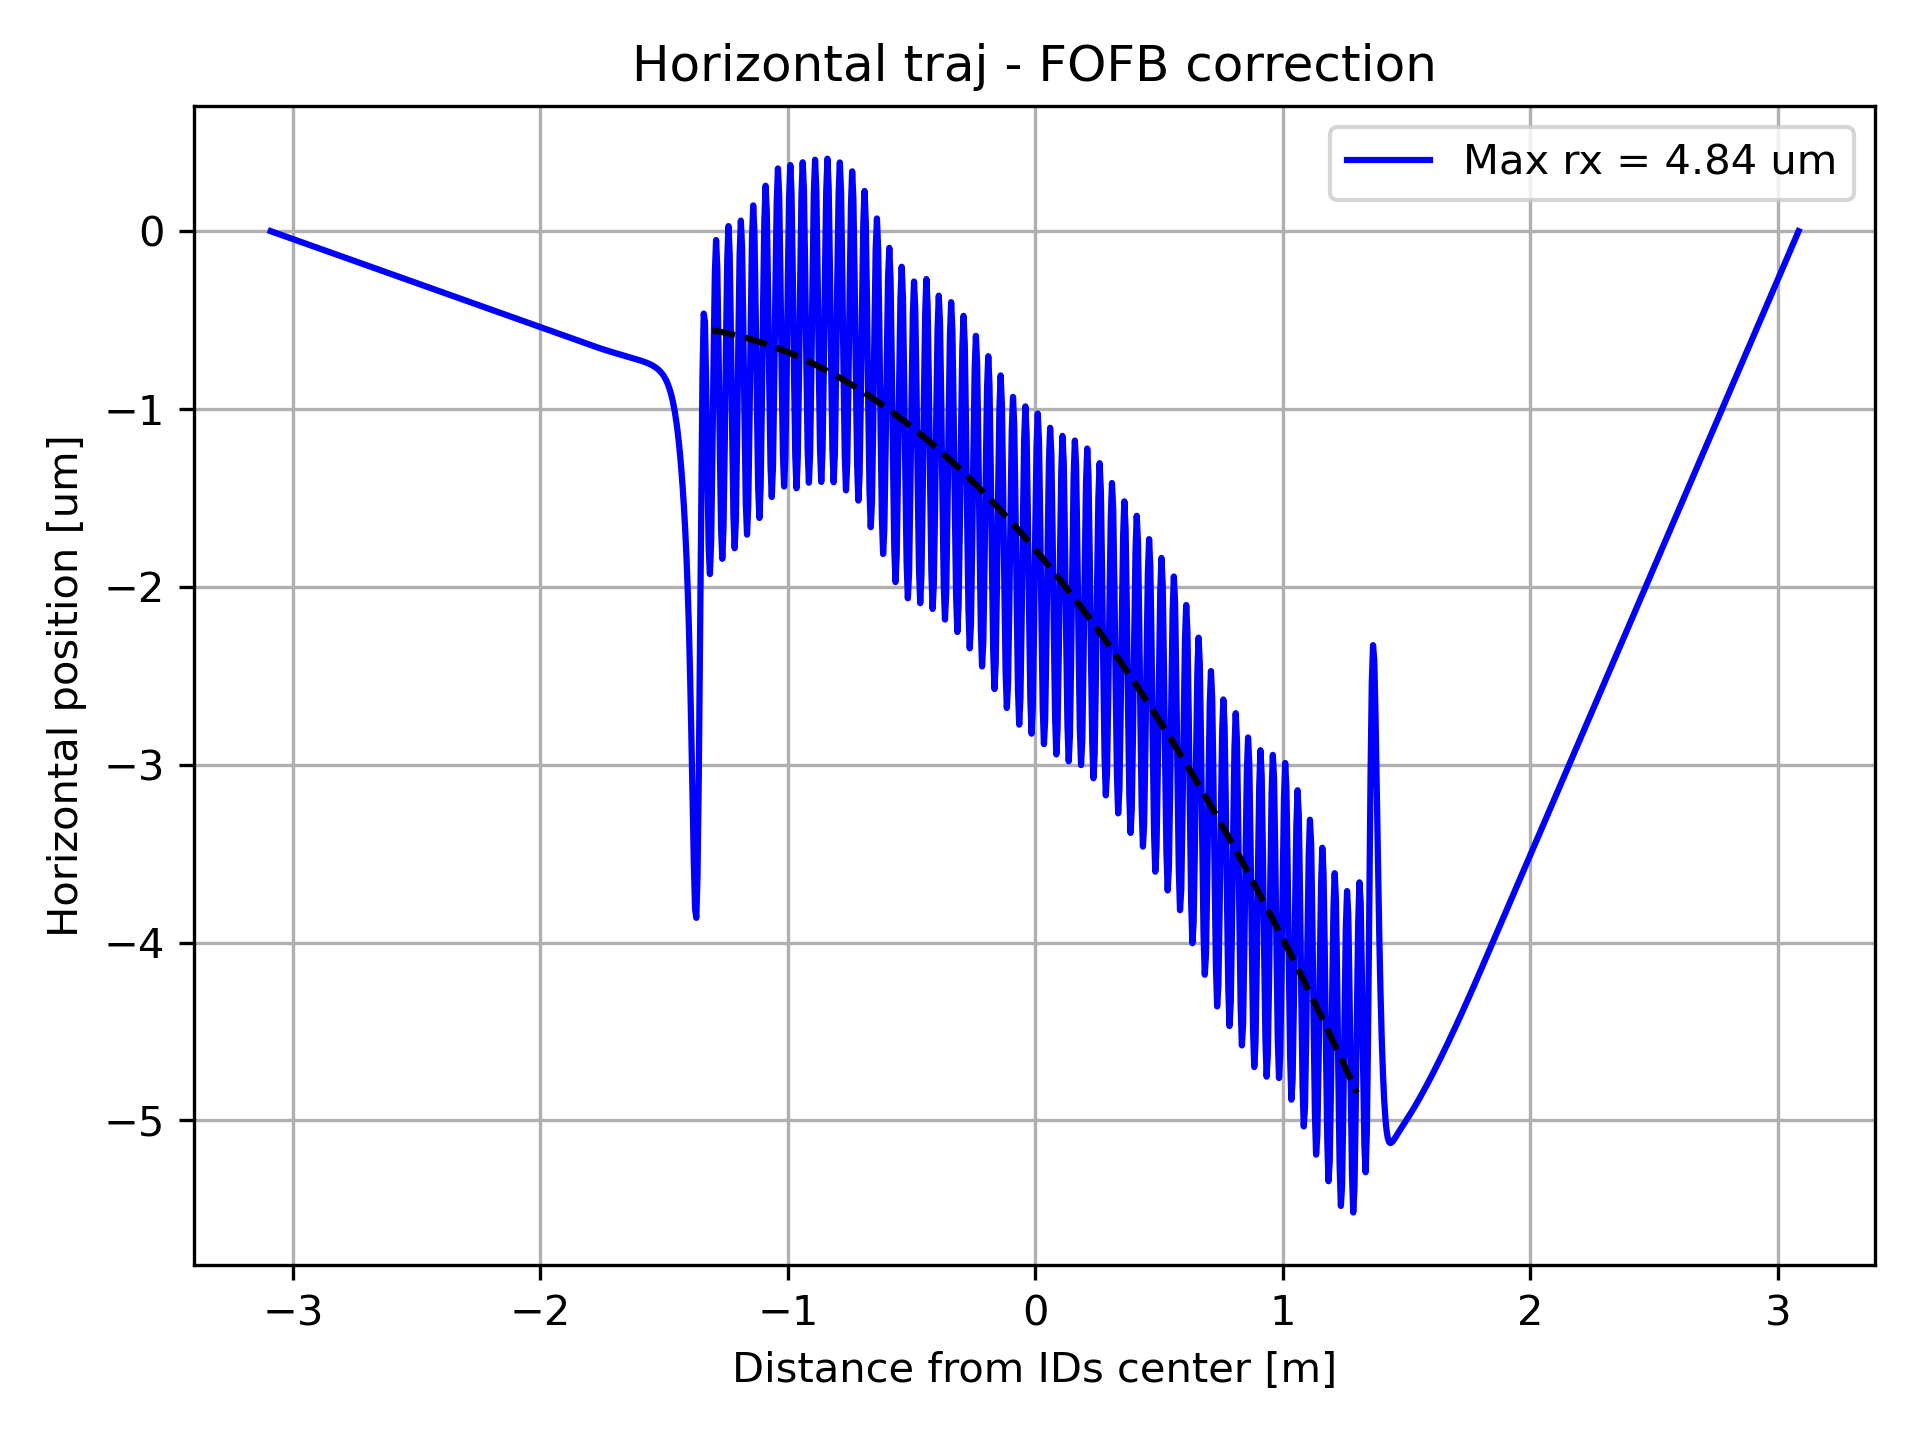 Horizontal traj - FOFB correction
Max rx = 4.84 um
Horizontal position [um]
0
−1
−2
−3
−4
−5
−3 −2 −1 0 1 2 3
Distance from IDs center [m]